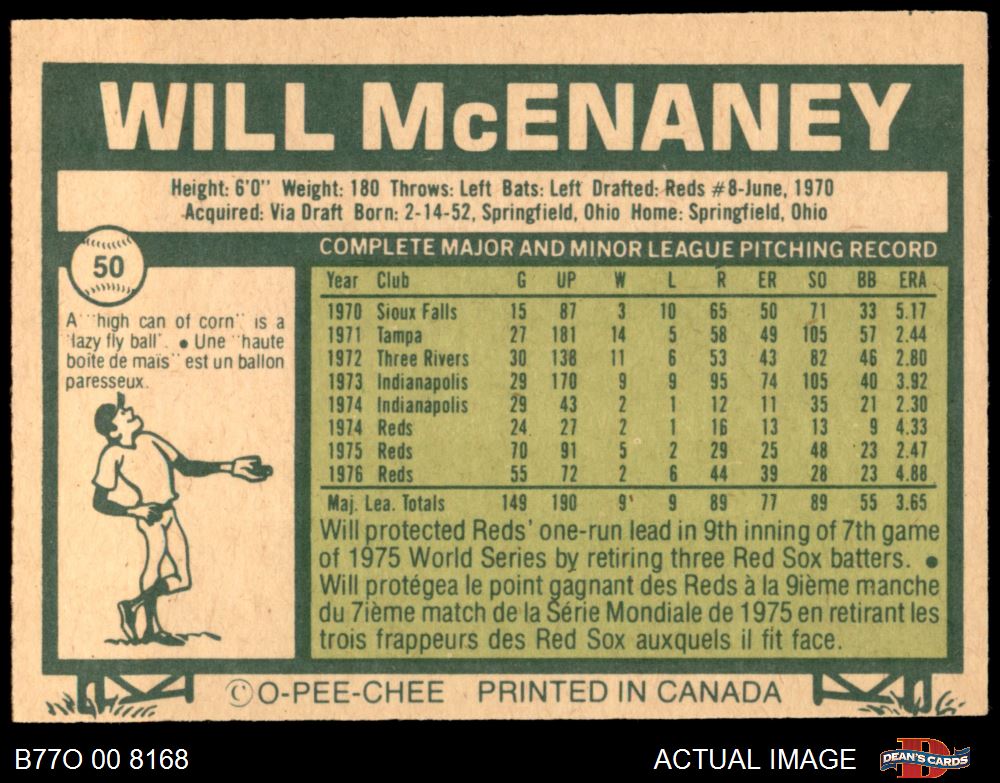 WILL McENANEY
Height: 6'0" Weight: 180 Throws: Left Bats: Left Drafted: Reds #8-June, 1970
Acquired: Via Draft Born: 2-14-52, Springfield, Ohio Home: Springfield, Ohio
50
A "high can of corn" is a
"lazy fly ball". ● Une "haute
boîte de maïs" est un ballon
paresseux.
COMPLETE MAJOR AND MINOR LEAGUE PITCHING RECORD
Year Club G UP W L R ER SO BB ERA
1970 Sioux Falls 15 87 3 10 65 50 71 33 5.17
1971 Tampa 27 181 14 5 58 49 105 57 2.44
1972 Three Rivers 30 138 11 6 53 43 82 46 2.80
1973 Indianapolis 29 170 9 9 95 74 105 40 3.92
1974 Indianapolis 29 43 2 1 12 11 35 21 2.30
1974 Reds 24 27 2 1 16 13 13 9 4.33
1975 Reds 70 91 5 2 29 25 48 23 2.47
1976 Reds 55 72 2 6 44 39 28 23 4.88
Maj. Lea. Totals 149 190 9 9 89 77 89 55 3.65
Will protected Reds' one-run lead in 9th inning of 7th game
of 1975 World Series by retiring three Red Sox batters. ●
Will protégea le point gagnant des Reds à la 9ième manche
du 7ième match de la Série Mondiale de 1975 en retirant les
trois frappeurs des Red Sox auxquels il fit face.
© O-PEE-CHEE PRINTED IN CANADA
B77O 00 8168
ACTUAL IMAGE
DEAN'S CARDS